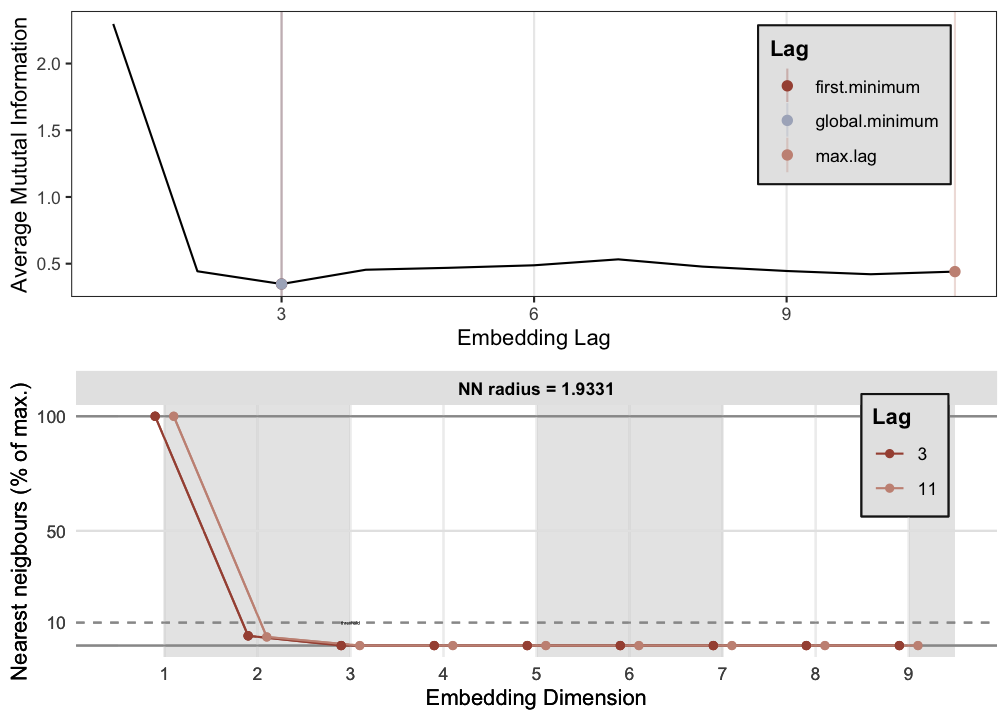 Average Mututal Information
2.0
1.5
1.0
0.5
3
6
9
Embedding Lag
Lag
first.minimum
global.minimum
max.lag
NN radius = 1.9331
Nearest neigbours (% of max.)
100
50
10
threshold
1
2
3
4
5
6
7
8
9
Embedding Dimension
Lag
3
11